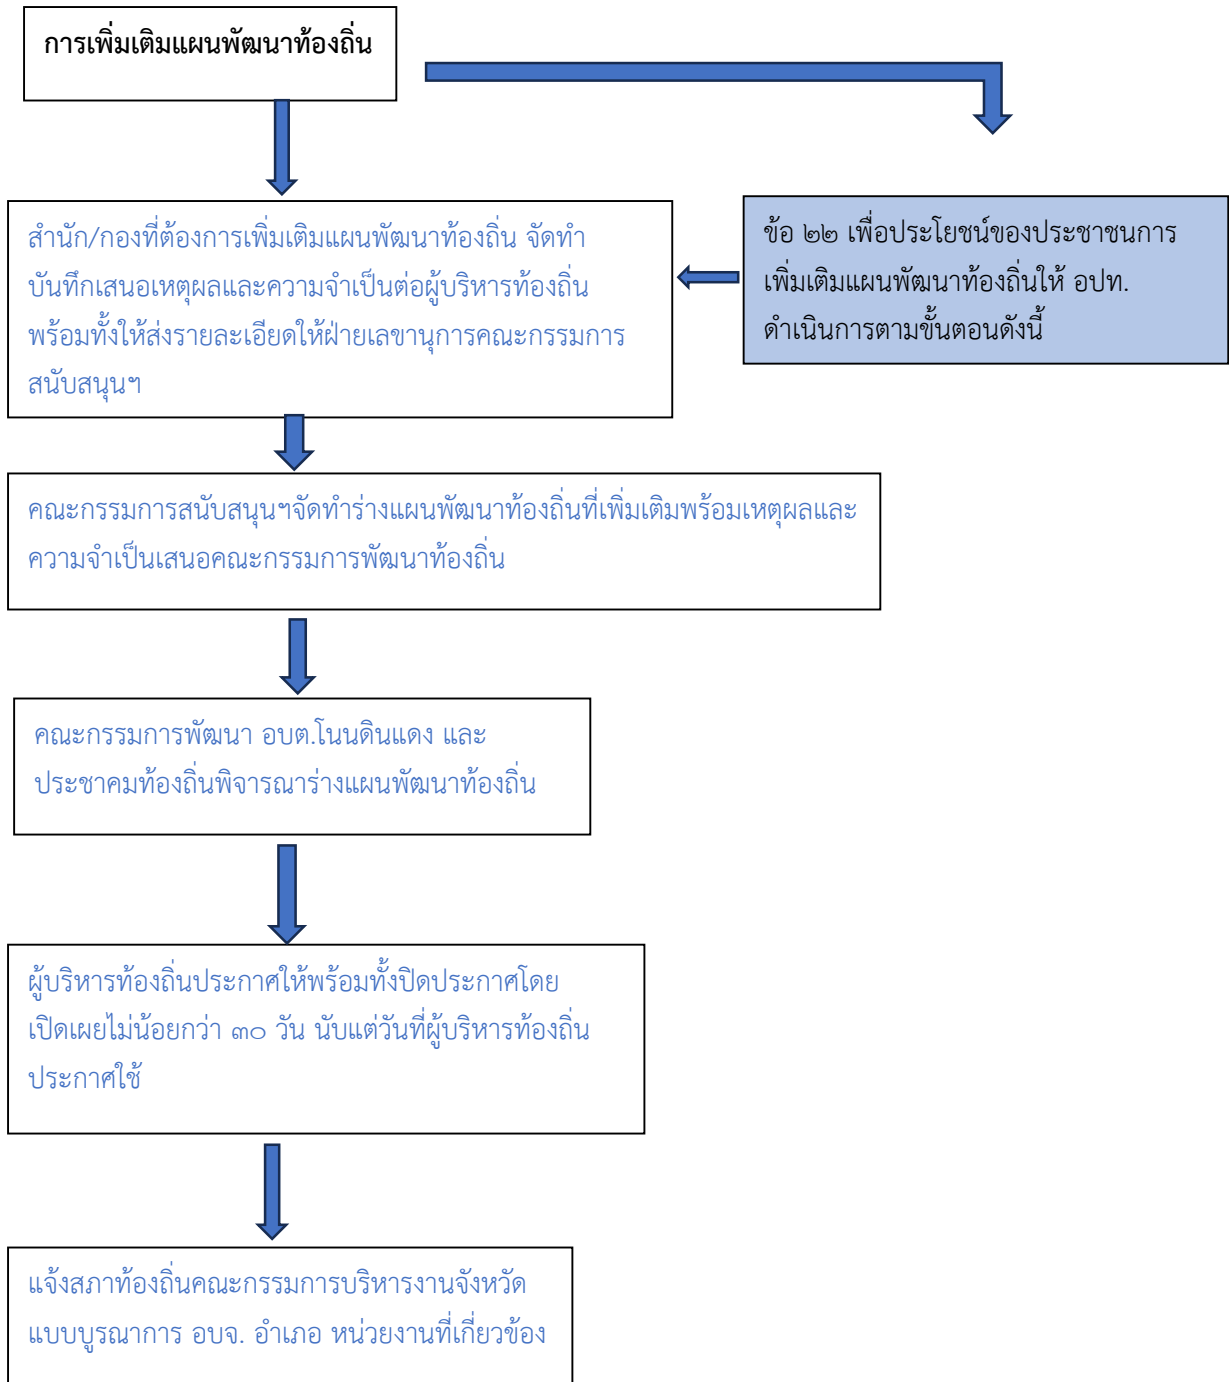 การเพิ่มเติมแผนพัฒนาท้องถิ่น
ข้อ ๒๒ เพื่อประโยชน์ของประชาชนการ
เพิ่มเติมแผนพัฒนาท้องถิ่นให้ อปท.
ดำเนินการตามขั้นตอนดังนี้
สำนัก/กองที่ต้องการเพิ่มเติมแผนพัฒนาท้องถิ่น จัดทำ
บันทึกเสนอเหตุผลและความจำเป็นต่อผู้บริหารท้องถิ่น
พร้อมทั้งให้ส่งรายละเอียดให้ฝ่ายเลขานุการคณะกรรมการ
สนับสนุนฯ
คณะกรรมการสนับสนุนฯจัดทำร่างแผนพัฒนาท้องถิ่นที่เพิ่มเติมพร้อมเหตุผลและ
ความจำเป็นเสนอคณะกรรมการพัฒนาท้องถิ่น
คณะกรรมการพัฒนา อบต.โนนดินแดง และ
ประชาคมท้องถิ่นพิจารณาร่างแผนพัฒนาท้องถิ่น
ผู้บริหารท้องถิ่นประกาศให้พร้อมทั้งปิดประกาศโดย
เปิดเผยไม่น้อยกว่า ๓๐ วัน นับแต่วันที่ผู้บริหารท้องถิ่น
ประกาศใช้
แจ้งสภาท้องถิ่นคณะกรรมการบริหารงานจังหวัด
แบบบูรณาการ อบจ. อำเภอ หน่วยงานที่เกี่ยวข้อง